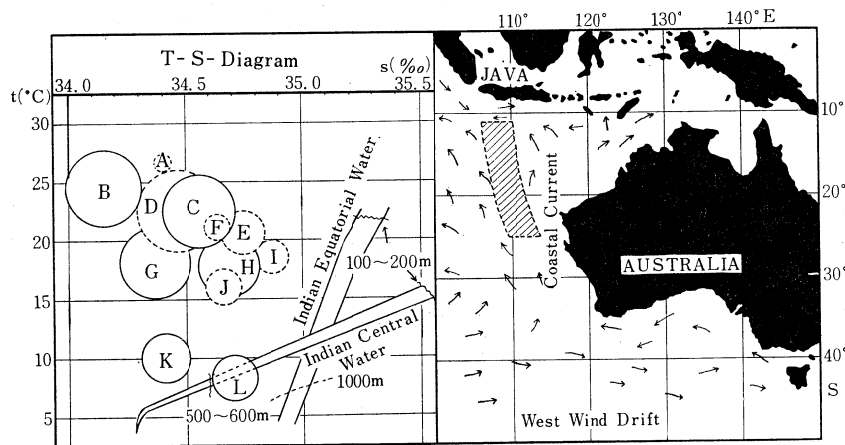 T-S-Diagram
s(‰)
34.0 34.5 35.0 35.5
t(°C)
30
25
20
15
10
5
A
B
D
C
F
E
G
H
I
J
K
L
Indian Equatorial Water
100～200m
Indian Central
Water
1000m
500～600m
110° 120° 130° 140°E
JAVA
10°
20°
30°
40°
S
Coastal Current
AUSTRALIA
West Wind Drift